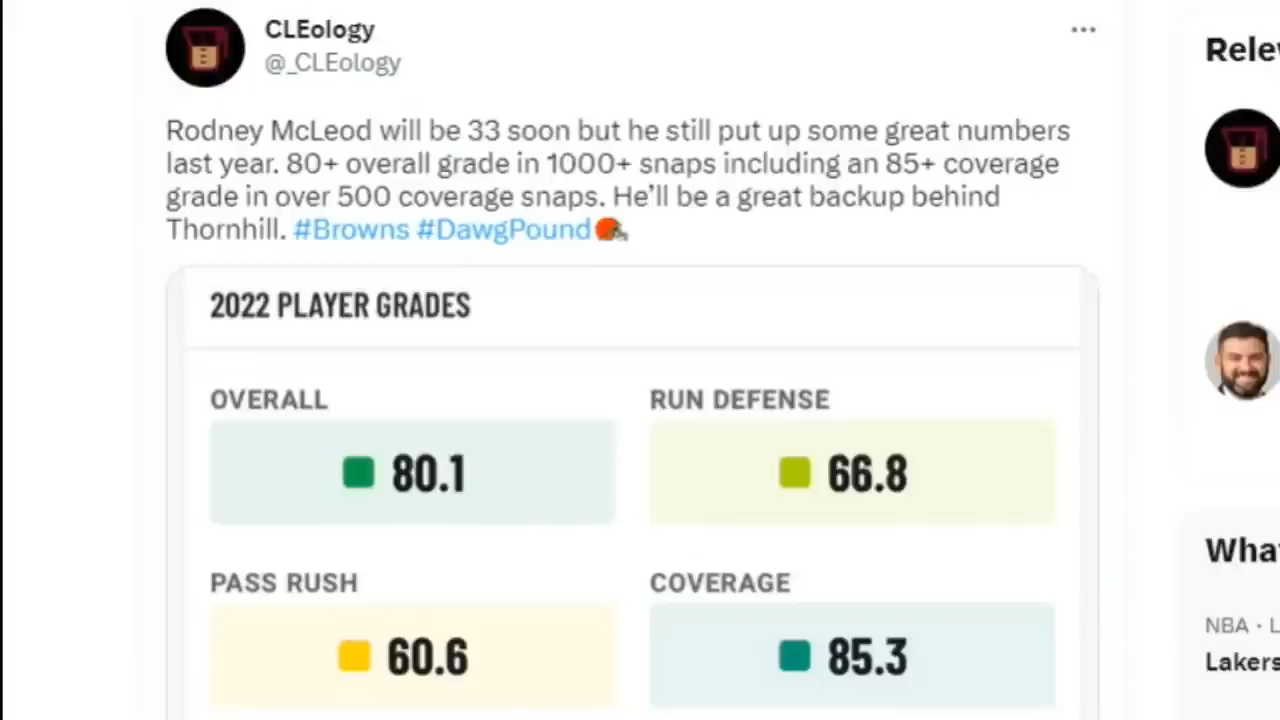 CLEology
@_CLEology
Rodney McLeod will be 33 soon but he still put up some great numbers
last year. 80+ overall grade in 1000+ snaps including an 85+ coverage
grade in over 500 coverage snaps. He'll be a great backup behind
Thornhill. #Browns #DawgPound
2022 PLAYER GRADES
OVERALL
80.1
RUN DEFENSE
66.8
PASS RUSH
60.6
COVERAGE
85.3
Rele
What
NBA · L
Lakers